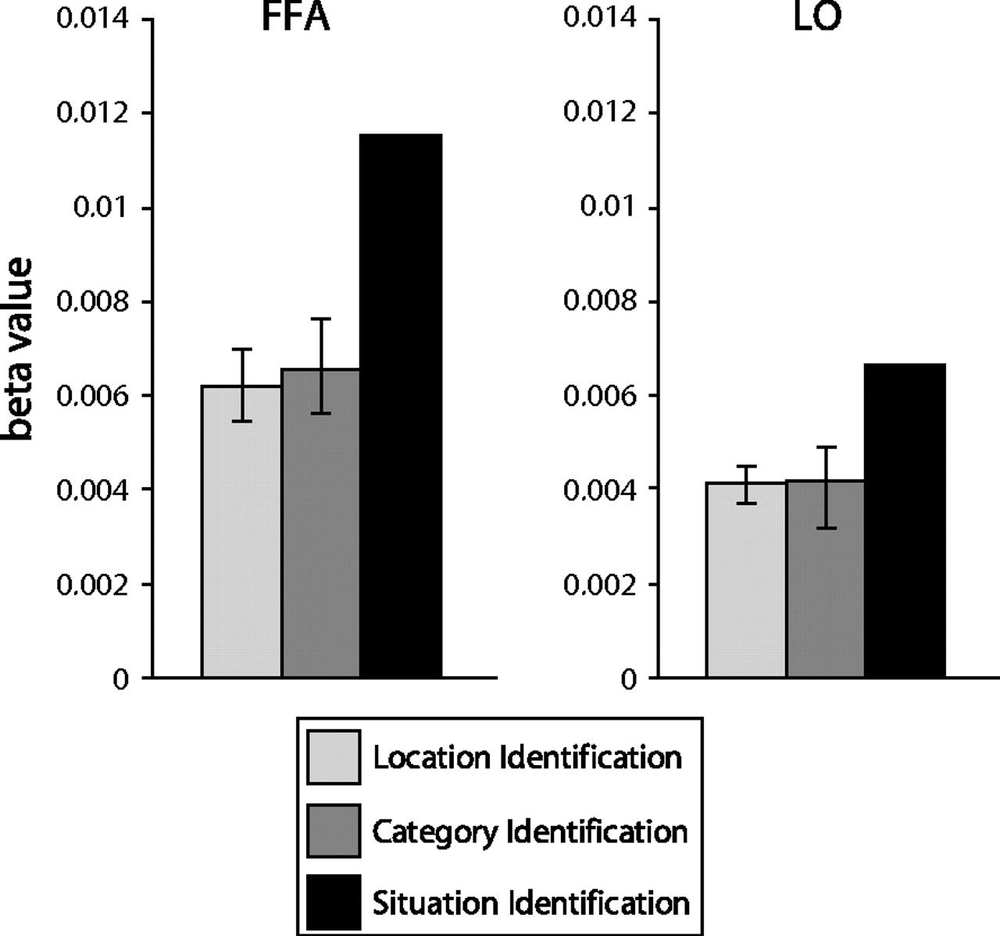 FFA
0.014
0.012
0.01
0.008
0.006
0.004
0.002
0
beta value
LO
0.014
0.012
0.01
0.008
0.006
0.004
0.002
0
Location Identification
Category Identification
Situation Identification